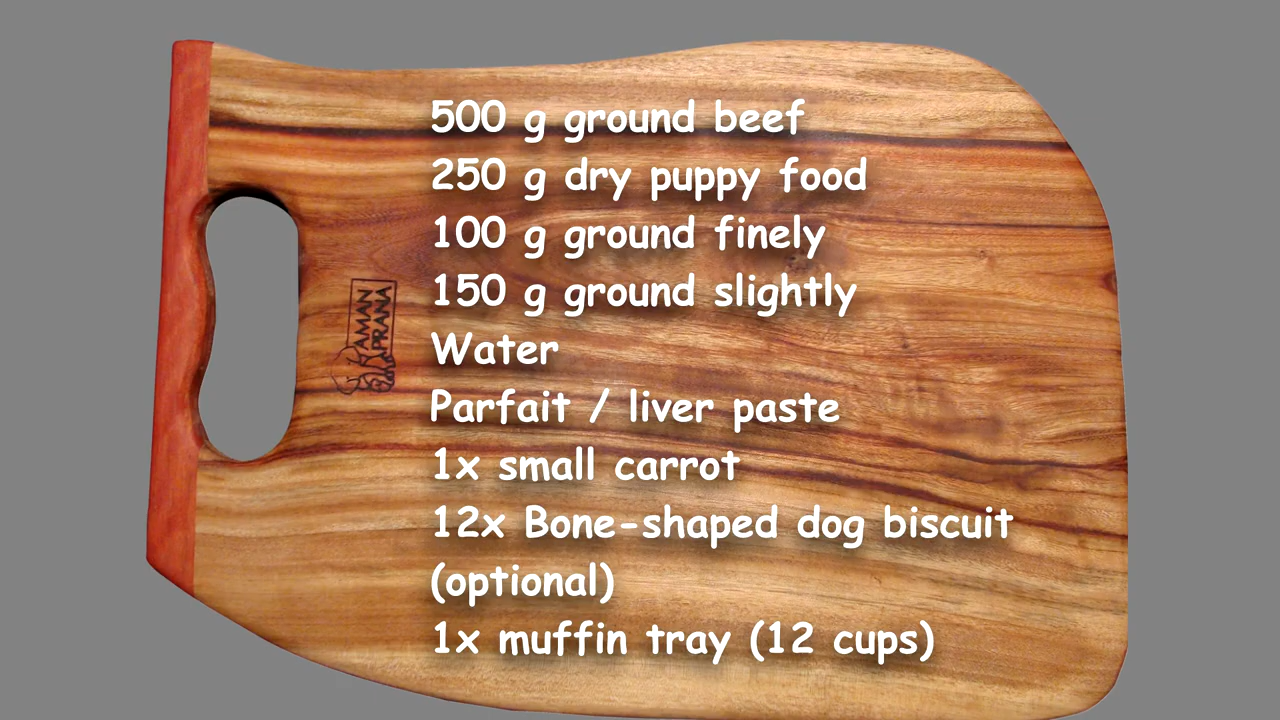 500 g ground beef
250 g dry puppy food
100 g ground finely
150 g ground slightly
Water
Parfait / liver paste
1x small carrot
12x Bone-shaped dog biscuit
(optional)
1x muffin tray (12 cups)
AMAN
PRANA